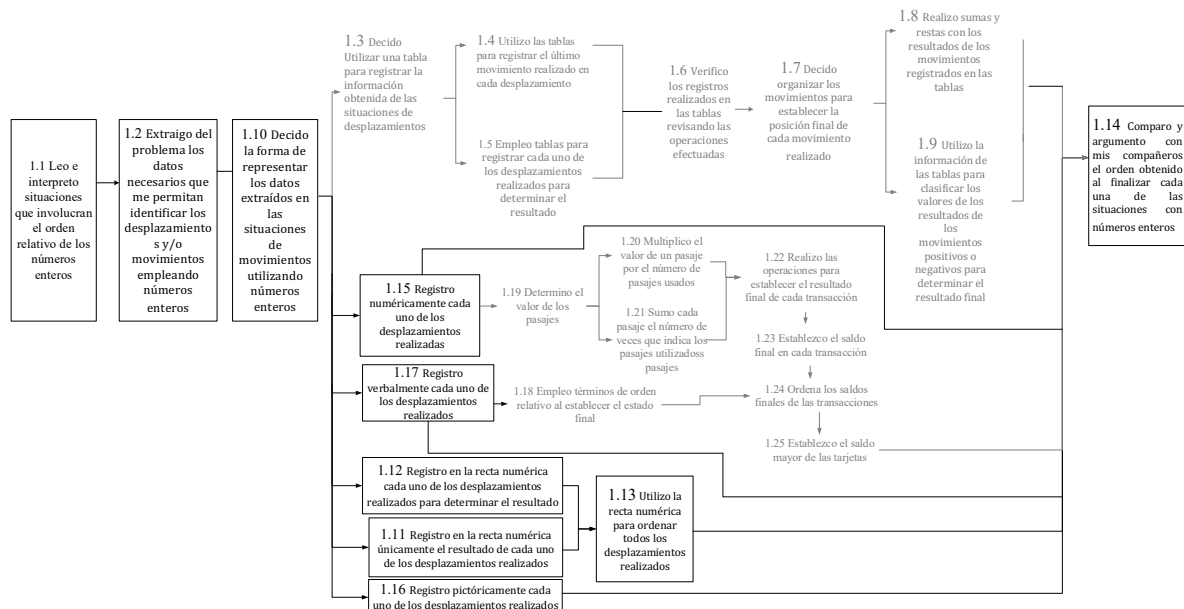 1.1 Leo e
interpreto
situaciones
que involucran
el orden
relativo de los
números
enteros
1.2 Extraigo del
problema los
datos
necesarios que
me permitan
identificar los
desplazamiento
s y/o
movimientos
empleando
números
enteros
1.10 Decido
la forma de
representar
los datos
extraídos en
las
situaciones
de
movimientos
utilizando
números
enteros
1.3 Decido
Utilizar una tabla
para registrar la
información
obtenida de las
situaciones de
desplazamientos
1.4 Utilizo las tablas
para registrar el último
movimiento realizado en
cada desplazamiento
1.5 Empleo tablas para
registrar cada uno de los
desplazamientos
realizados para
determinar el
resultado
1.6 Verifico
los registros
realizados en
las tablas
revisando las
operaciones
efectuadas
1.7 Decido
organizar los
movimientos para
establecer la
posición final de
cada movimiento
realizado
1.8 Realizo sumas y
restas con los
resultados de los
movimientos
registrados en las
tablas
1.9 Utilizo la
información de
las tablas para
clasificar los
valores de los
resultados de
los
movimientos
positivos o
negativos para
determinar el
resultado final
1.15 Registro
numéricamente cada
uno de los
desplazamientos
realizadas
1.19 Determino el
valor de los
pasajes
1.20 Multiplico el
valor de un pasaje
por el número de
pasajes usados
1.21 Sumo cada
pasaje el número de
veces que indica los
pasajes utilizadoss
pasajes
1.22 Realizo las
operaciones para
establecer el resultado
final de cada transacción
1.23 Establezco el saldo
final en cada transacción
1.17 Registro
verbalmente cada uno de
los desplazamientos
realizados
1.18 Empleo términos de orden
relativo al establecer el estado
final
1.24 Ordena los saldos
finales de las transacciones
1.25 Establezco el saldo
mayor de las tarjetas
1.12 Registro en la recta numérica
cada uno de los desplazamientos
realizados para determinar el resultado
1.11 Registro en la recta numérica
únicamente el resultado de cada uno
de los desplazamientos realizados
1.13 Utilizo la
recta numérica
para ordenar
todos los
desplazamientos
realizados
1.16 Registro pictóricamente cada
uno de los desplazamientos realizados
1.14 Comparo y
argumento con
mis compañeros
el orden obtenido
al finalizar cada
una de las
situaciones con
números enteros